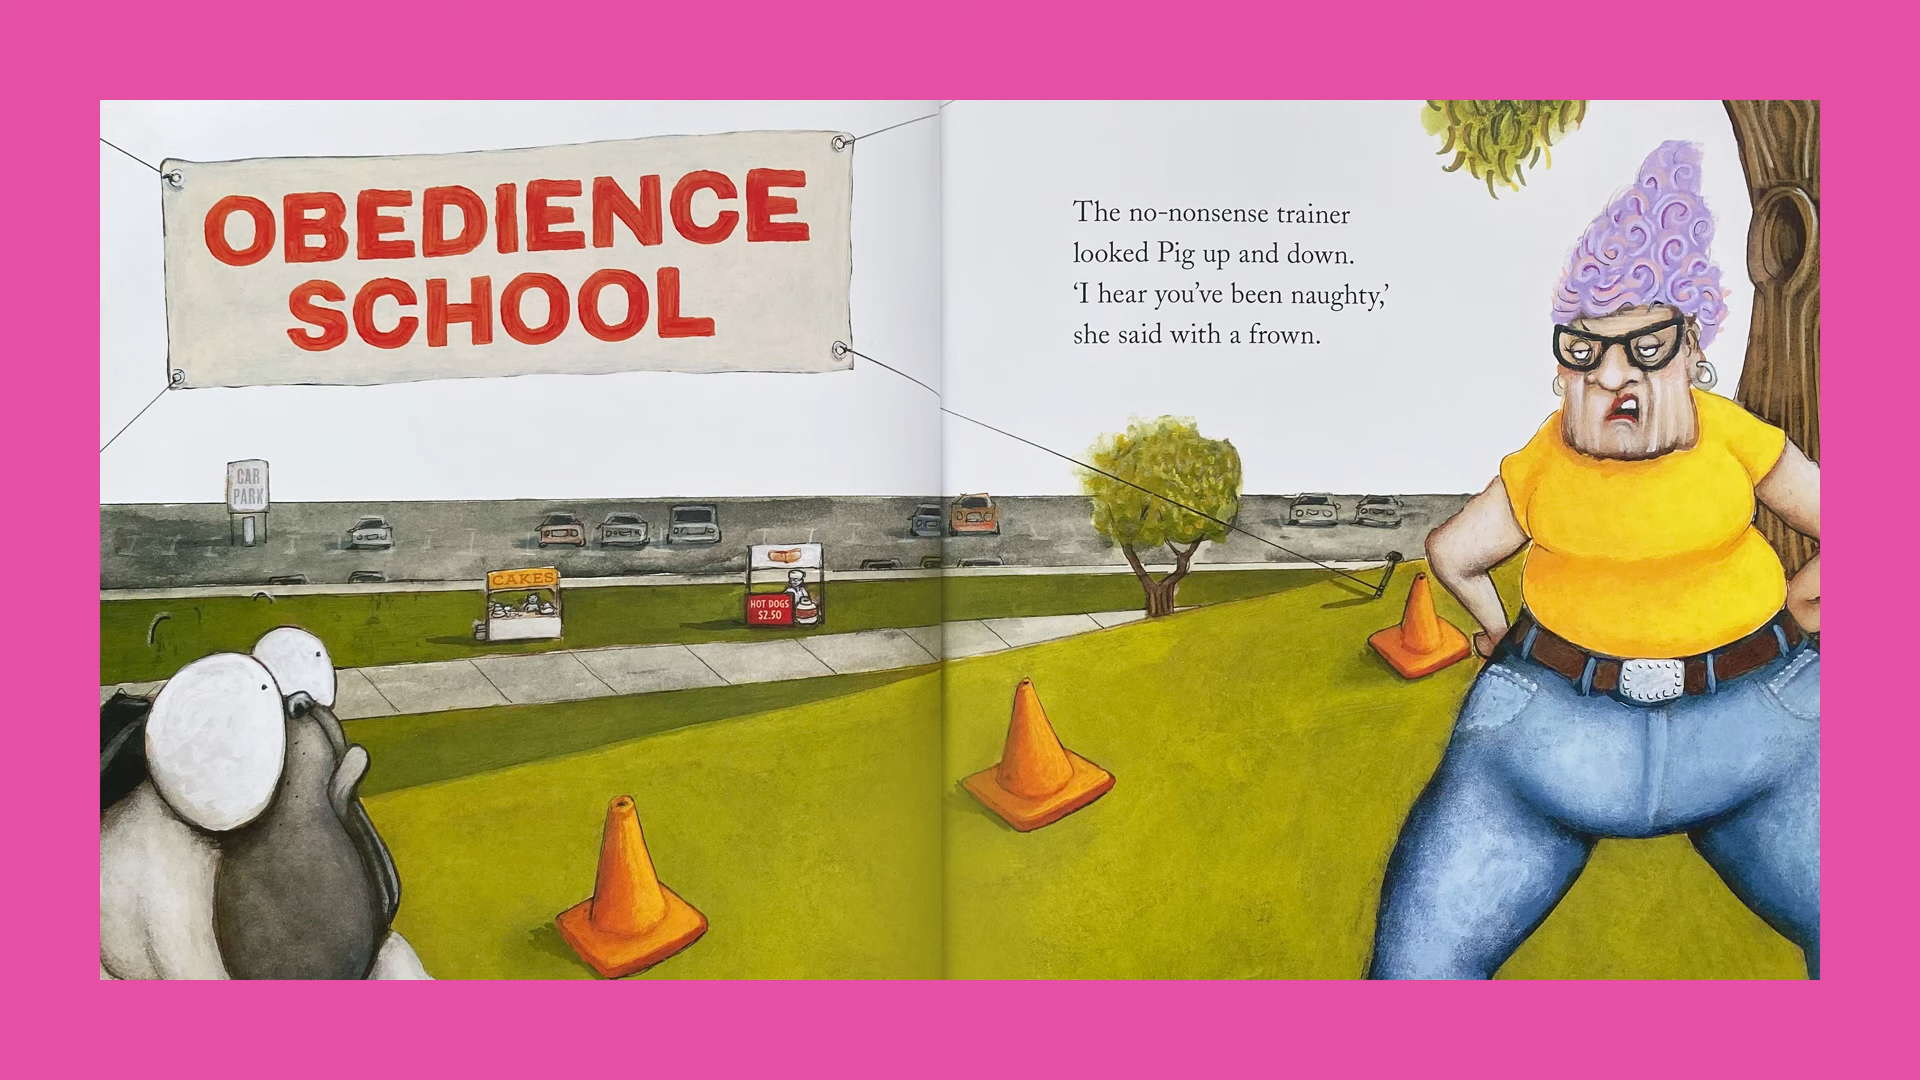 OBEDIENCE
SCHOOL
The no-nonsense trainer
looked Pig up and down.
‘I hear you’ve been naughty,’
she said with a frown.
CAR
PARK
CAKES
HOT DOGS
$2.50